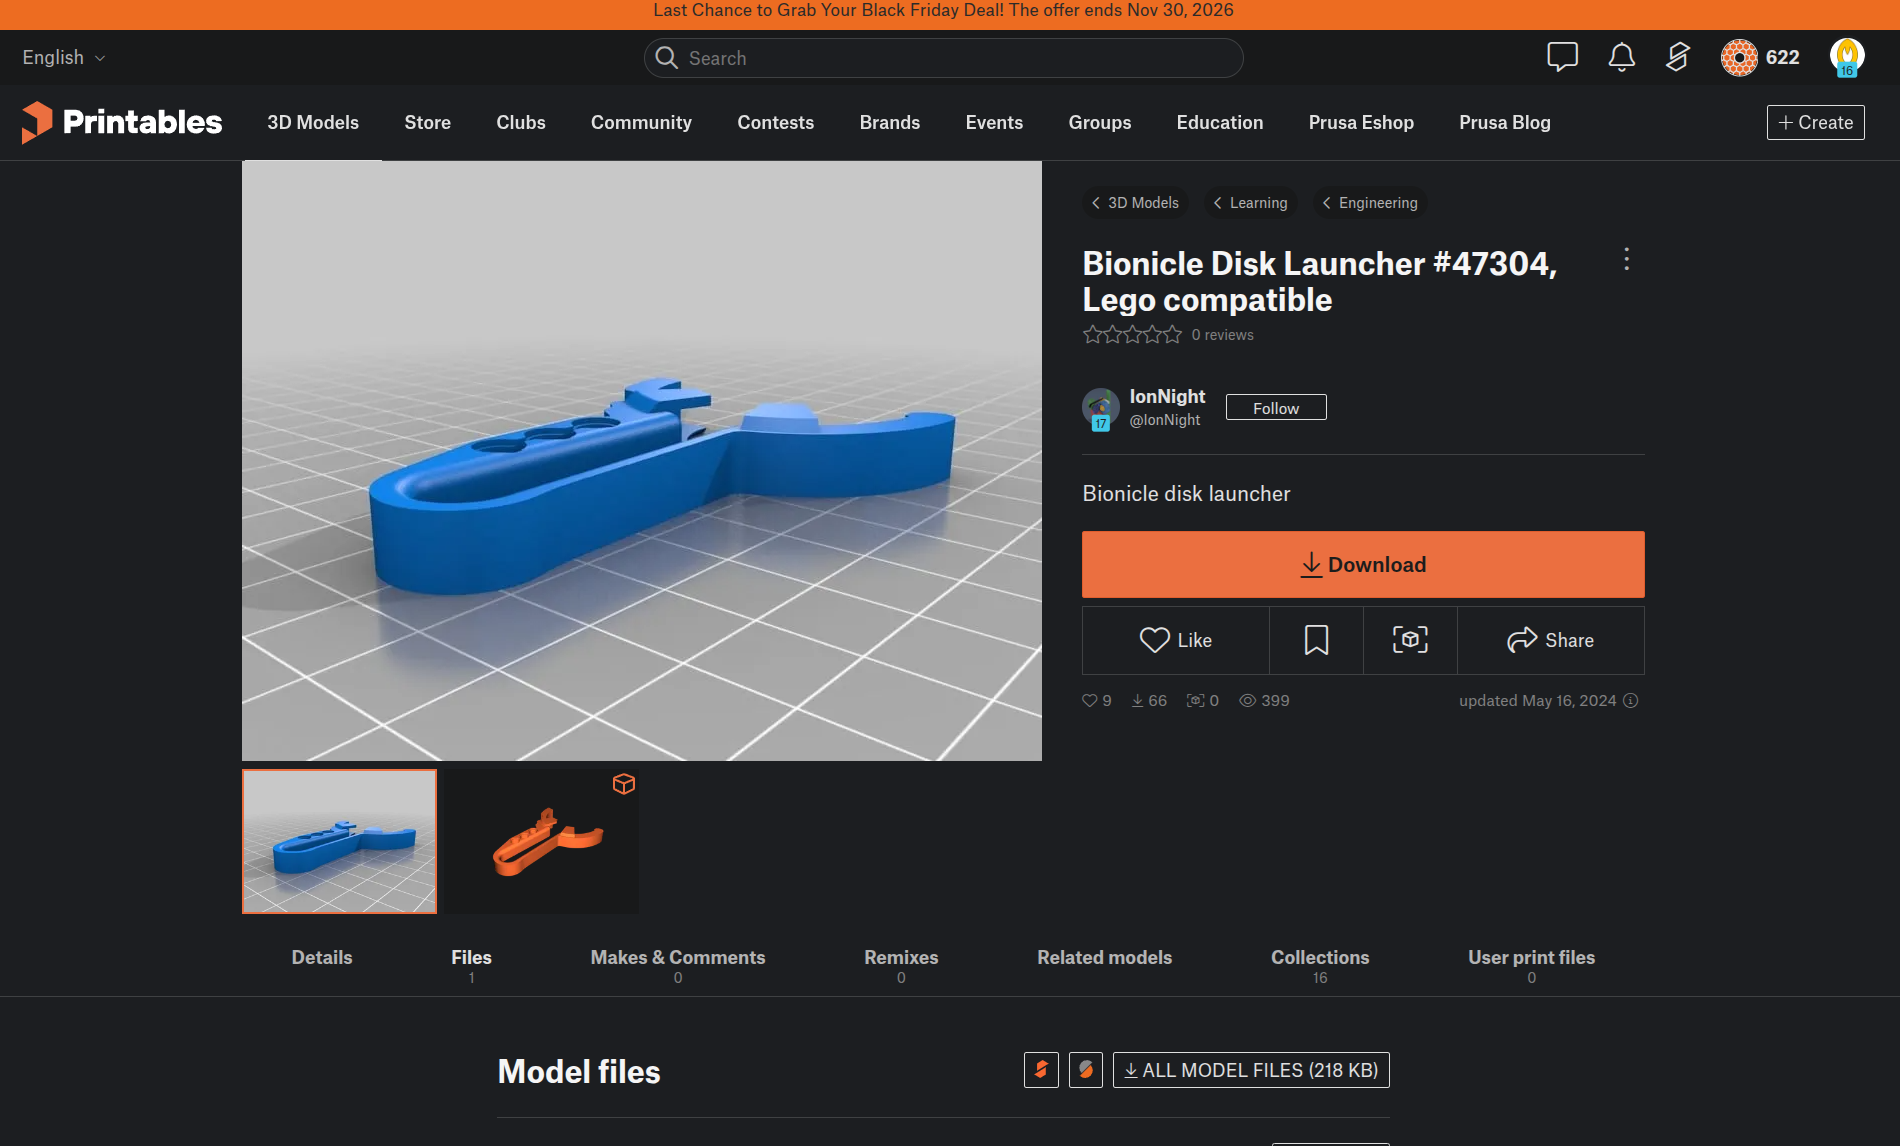 Last Chance to Grab Your Black Friday Deal! The offer ends Nov 30, 2026
English
Search
622
16
Printables
3D Models
Store
Clubs
Community
Contests
Brands
Events
Groups
Education
Prusa Eshop
Prusa Blog
Create
3D Models
Learning
Engineering
Bionicle Disk Launcher #47304,
Lego compatible
0 reviews
IonNight
@IonNight
17
Follow
Bionicle disk launcher
Download
Like
Share
9
66
0
399
updated May 16, 2024
Details
Files
1
Makes & Comments
0
Remixes
0
Related models
Collections
16
User print files
0
Model files
ALL MODEL FILES (218 KB)